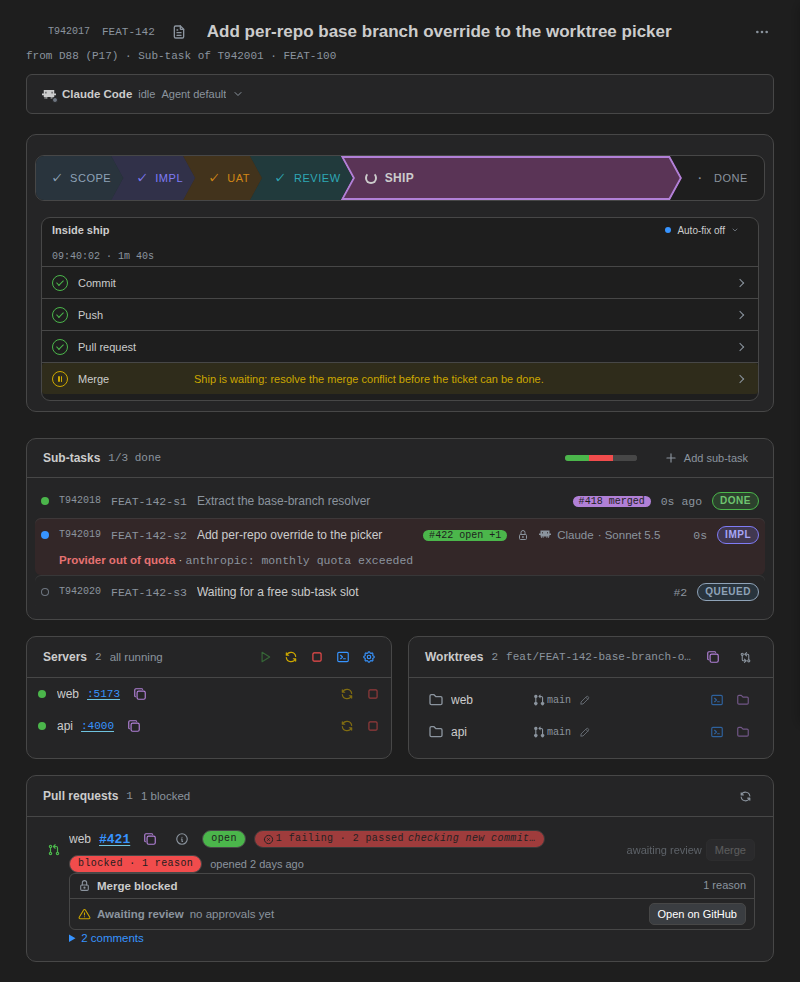 T942017 FEAT-142 Add per-repo base branch override to the worktree picker
from D88 (P17) · Sub-task of T942001 · FEAT-100
Claude Code idle Agent default
SCOPE IMPL UAT REVIEW SHIP DONE
Inside ship Auto-fix off
09:40:02 · 1m 40s
Commit
Push
Pull request
Merge Ship is waiting: resolve the merge conflict before the ticket can be done.
Sub-tasks 1/3 done Add sub-task
T942018 FEAT-142-s1 Extract the base-branch resolver #418 merged 0s ago DONE
T942019 FEAT-142-s2 Add per-repo override to the picker #422 open +1 Claude · Sonnet 5.5 0s IMPL
Provider out of quota · anthropic: monthly quota exceeded
T942020 FEAT-142-s3 Waiting for a free sub-task slot #2 QUEUED
Servers 2 all running
web :5173
api :4000
Worktrees 2 feat/FEAT-142-base-branch-o…
web main
api main
Pull requests 1 1 blocked
web #421 open 1 failing · 2 passed checking new commit…
blocked · 1 reason opened 2 days ago
awaiting review Merge
Merge blocked 1 reason
Awaiting review no approvals yet Open on GitHub
2 comments